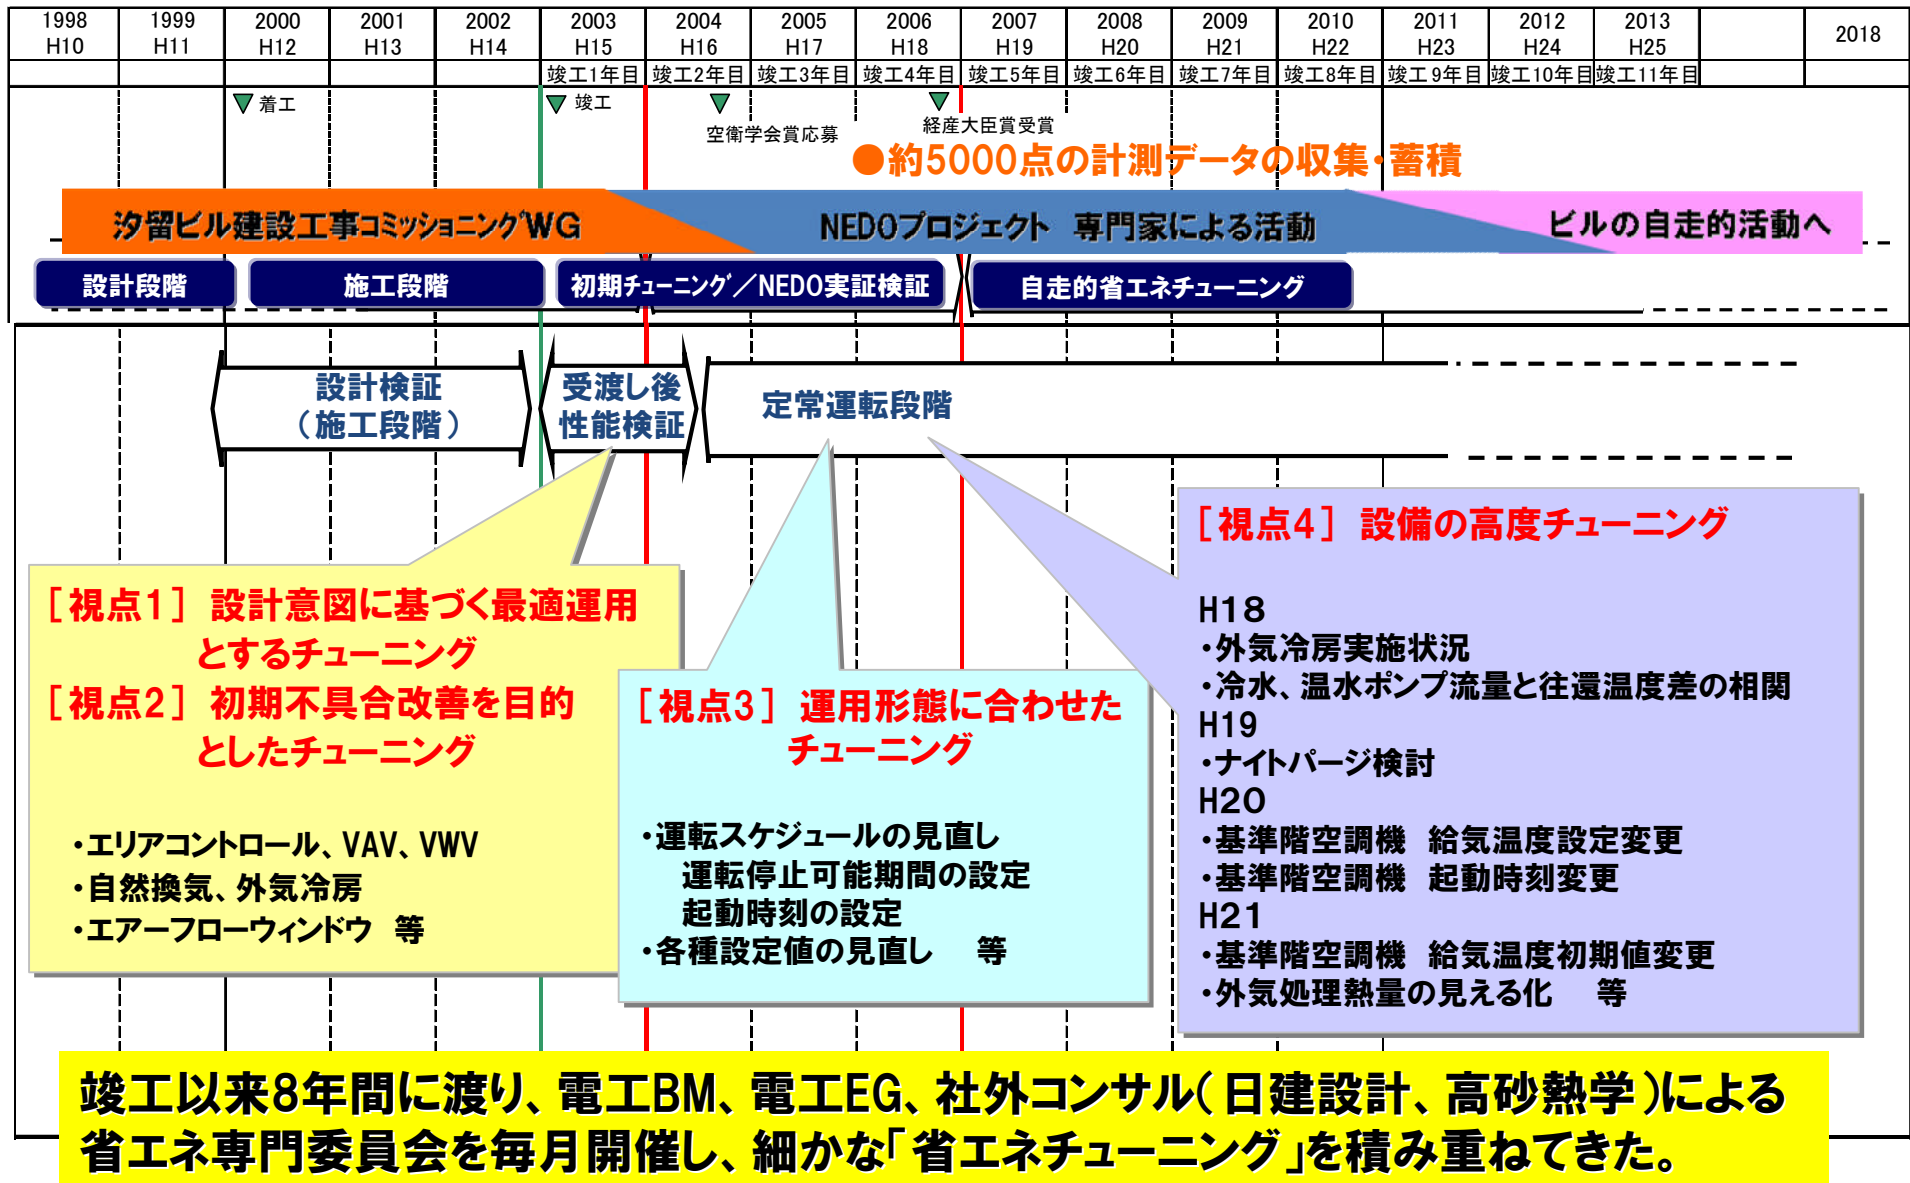 1998 1999 2000 2001 2002 2003 2004 2005 2006 2007 2008 2009 2010 2011 2012 2013 2018
H10 H11 H12 H13 H14 H15 H16 H17 H18 H19 H20 H21 H22 H23 H24 H25
竣工1年目 竣工2年目 竣工3年目 竣工4年目 竣工5年目 竣工6年目 竣工7年目 竣工8年目 竣工9年目 竣工10年目 竣工11年目
▼着工
▼竣工
空衛学会賞応募
経産大臣賞受賞
●約5000点の計測データの収集・蓄積
汐留ビル建設工事コミッショニングWG
NEDOプロジェクト 専門家による活動
ビルの自走的活動へ
設計段階
施工段階
初期チューニング/NEDO実証検証
自走的省エネチューニング
設計検証
(施工段階)
受渡し後
性能検証
定常運転段階
[視点1] 設計意図に基づく最適運用
とするチューニング
[視点2] 初期不具合改善を目的
としたチューニング
・エリアコントロール、VAV、VWV
・自然換気、外気冷房
・エアーフローウィンドウ 等
[視点3] 運用形態に合わせた
チューニング
・運転スケジュールの見直し
運転停止可能期間の設定
起動時刻の設定
・各種設定値の見直し 等
[視点4] 設備の高度チューニング
H18
・外気冷房実施状況
・冷水、温水ポンプ流量と往還温度差の相関
H19
・ナイトパージ検討
H20
・基準階空調機 給気温度設定変更
・基準階空調機 起動時刻変更
H21
・基準階空調機 給気温度初期値変更
・外気処理熱量の見える化 等
竣工以来8年間に渡り、電工BM、電工EG、社外コンサル(日建設計、高砂熱学)による
省エネ専門委員会を毎月開催し、細かな「省エネチューニング」を積み重ねてきた。